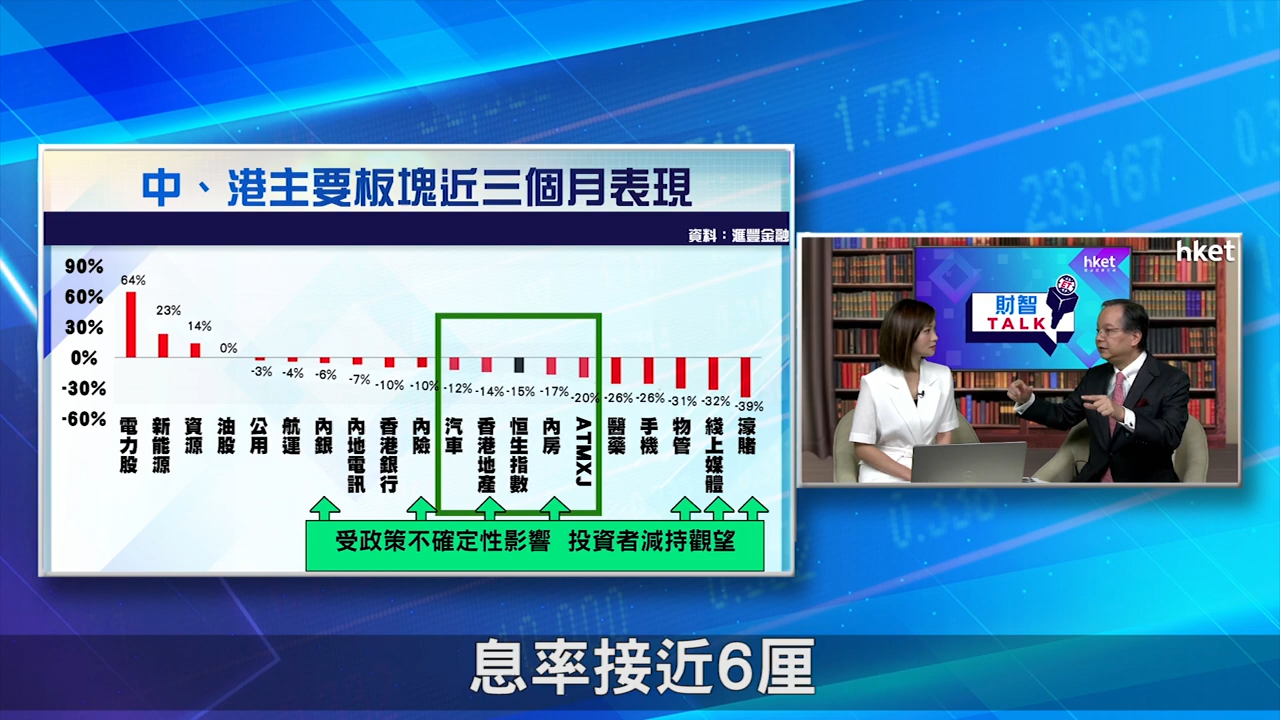 中、港主要板塊近三個月表現
資料：滙豐金融
90%
60%
30%
0%
-30%
-60%
64%
23%
14%
0%
-3%
-4%
-6%
-7%
-10%
-10%
-12%
-14%
-15%
-17%
-20%
-26%
-26%
-31%
-32%
-39%
電力股
新能源
資源
油股
公用
航運
內銀
內地電訊
香港銀行
內險
汽車
香港地產
恒生指數
內房
ATMXJ
醫藥
手機
物管
綫上媒體
濠賭
受政策不確定性影響 投資者減持觀望
hket
hket
財智
TALK
9,996
1.720
233,167
息率接近6厘